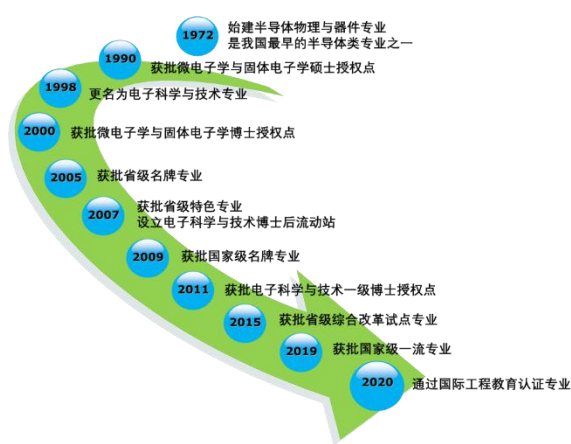 1972 始建半导体物理与器件专业
是我国最早的半导体类专业之一
1990 获批微电子学与固体电子学硕士授权点
1998 更名为电子科学与技术专业
2000 获批微电子学与固体电子学博士授权点
2005 获批省级名牌专业
2007 获批省级特色专业
设立电子科学与技术博士后流动站
2009 获批国家级名牌专业
2011 获批电子科学与技术一级博士授权点
2015 获批省级综合改革试点专业
2019 获批国家级一流专业
2020 通过国际工程教育认证专业